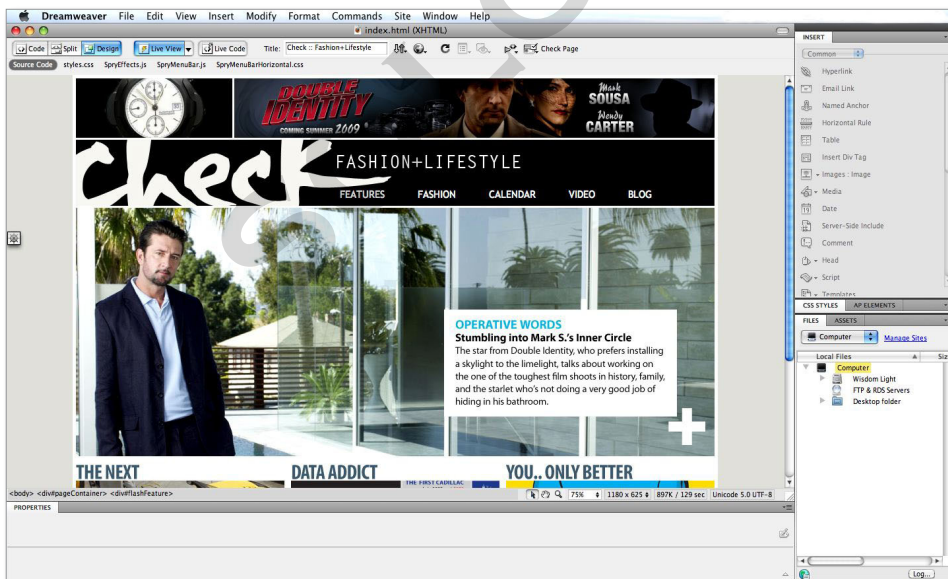 Dreamweaver File Edit View Insert Modify Format Commands Site Window Help
index.html (XHTML)
Code Split Design Live View Live Code Title: Check :: Fashion+Lifestyle Check Page
Source Code styles.css SpryEffects.js SpryMenuBar.js SpryMenuBarHorizontal.css
DOUBLE IDENTITY
COMING SUMMER 2009
Mark SOUSA
Wendy CARTER
check
FASHION+LIFESTYLE
FEATURES FASHION CALENDAR VIDEO BLOG
OPERATIVE WORDS
Stumbling into Mark S.'s Inner Circle
The star from Double Identity, who prefers installing
a skylight to the limelight, talks about working on
the one of the toughest film shoots in history, family,
and the starlet who's not doing a very good job of
hiding in his bathroom.
THE NEXT DATA ADDICT YOU.. ONLY BETTER
THE FIRST CADILLAC
<body> <div#pageContainer> <div#flashFeature> 75% 1180 x 625 897K / 129 sec Unicode 5.0 UTF-8
PROPERTIES
INSERT
Common
Hyperlink
Email Link
Named Anchor
Horizontal Rule
Table
Insert Div Tag
Images : Image
Media
19 Date
Server-Side Include
Comment
Head
Script
Templates
CSS STYLES AP ELEMENTS
FILES ASSETS
Computer Manage Sites
Local Files Siz
Computer
Wisdom Light
FTP & RDS Servers
Desktop folder
Log...